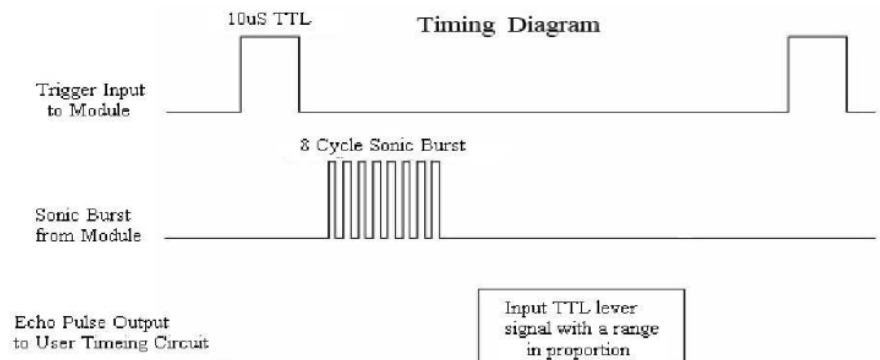 10uS TTL
Timing Diagram
Trigger Input
to Module
8 Cycle Sonic Burst
Sonic Burst
from Module
Echo Pulse Output
to User Timeing Circuit
Input TTL lever
signal with a range
in proportion